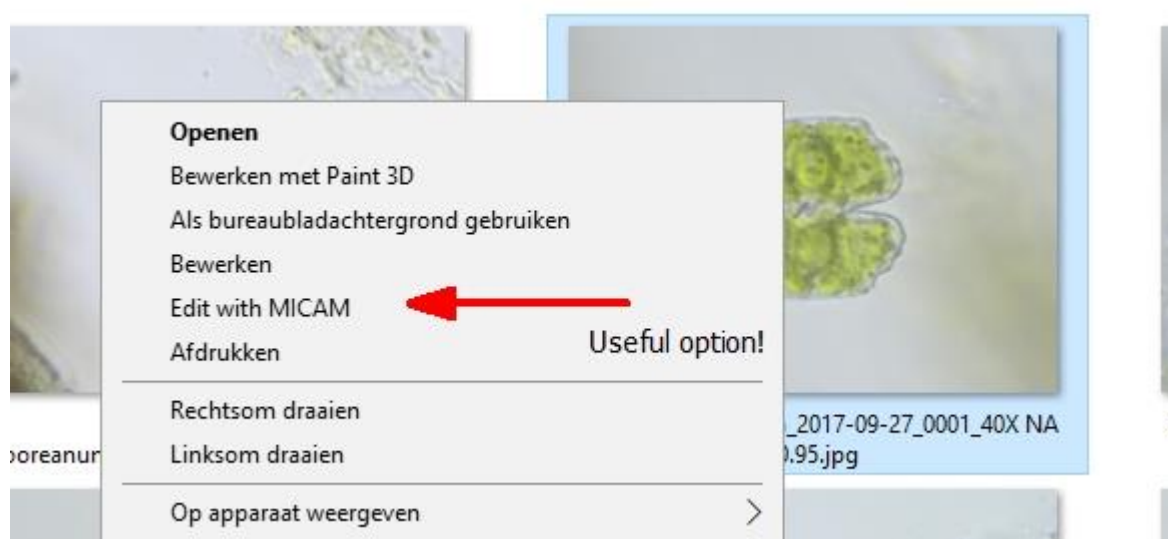 Openen
Bewerken met Paint 3D
Als bureaubladachtergrond gebruiken
Bewerken
Edit with MICAM
Useful option!
Afdrukken
Rechtsom draaien
Linksom draaien
Op apparaat weergeven
_2017-09-27_0001_40X NA
.95.jpg